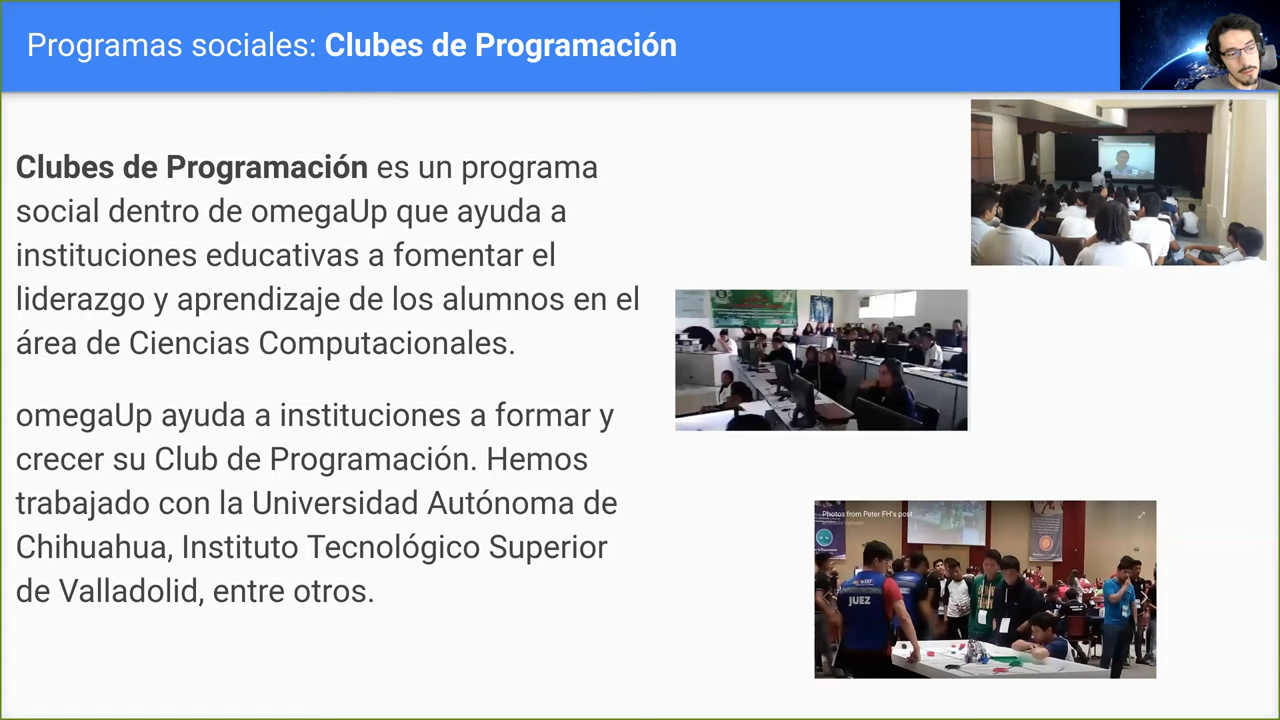 Programas sociales: Clubes de Programación
Clubes de Programación es un programa
social dentro de omegaUp que ayuda a
instituciones educativas a fomentar el
liderazgo y aprendizaje de los alumnos en el
área de Ciencias Computacionales.
omegaUp ayuda a instituciones a formar y
crecer su Club de Programación. Hemos
trabajado con la Universidad Autónoma de
Chihuahua, Instituto Tecnológico Superior
de Valladolid, entre otros.
Photos from Peter FH's post
JUEZ